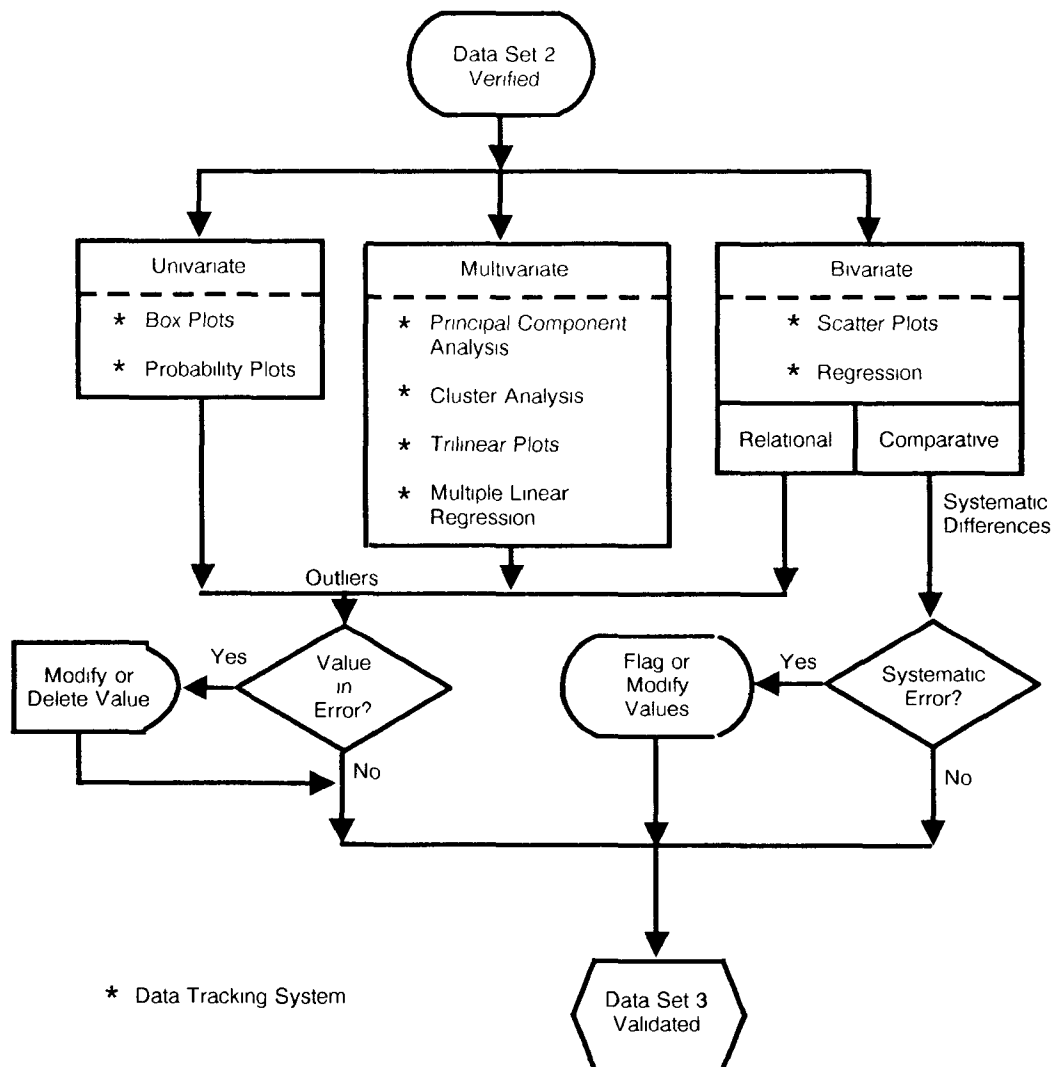 Data Set 2
Verified
Univariate
* Box Plots
* Probability Plots
Multivariate
* Principal Component
Analysis
* Cluster Analysis
* Trilinear Plots
* Multiple Linear
Regression
Bivariate
* Scatter Plots
* Regression
Relational
Comparative
Systematic
Differences
Outliers
Modify or
Delete Value
Yes
Value
in
Error?
No
Flag or
Modify
Values
Yes
Systematic
Error?
No
* Data Tracking System
Data Set 3
Validated